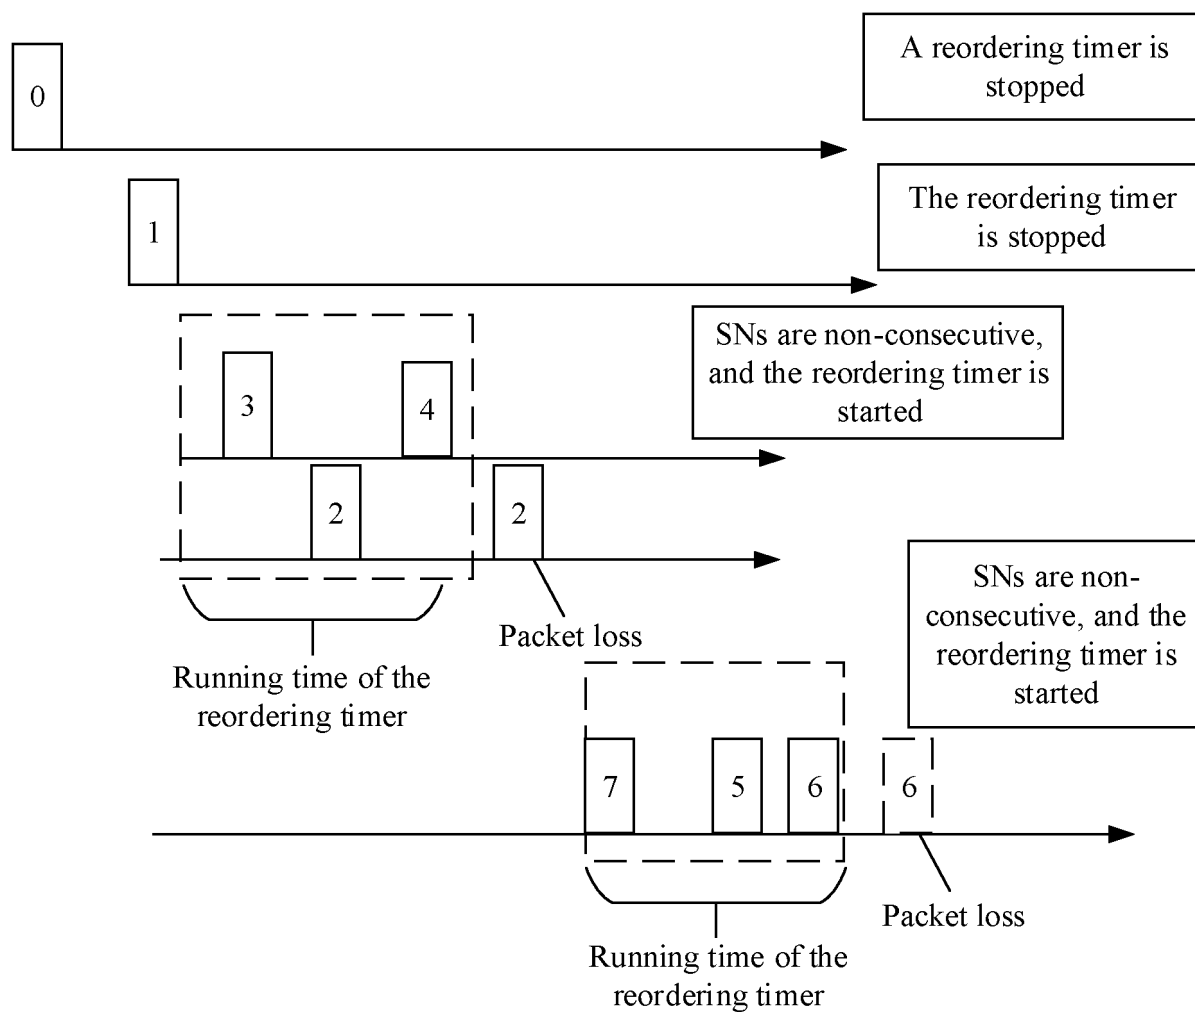 A reordering timer is
stopped
0
The reordering timer
is stopped
1
SNs are non-consecutive,
and the reordering timer is
started
3
4
2
2
Packet loss
Running time of the
reordering timer
SNs are non-
consecutive, and the
reordering timer is
started
7
5
6
6
Packet loss
Running time of the
reordering timer